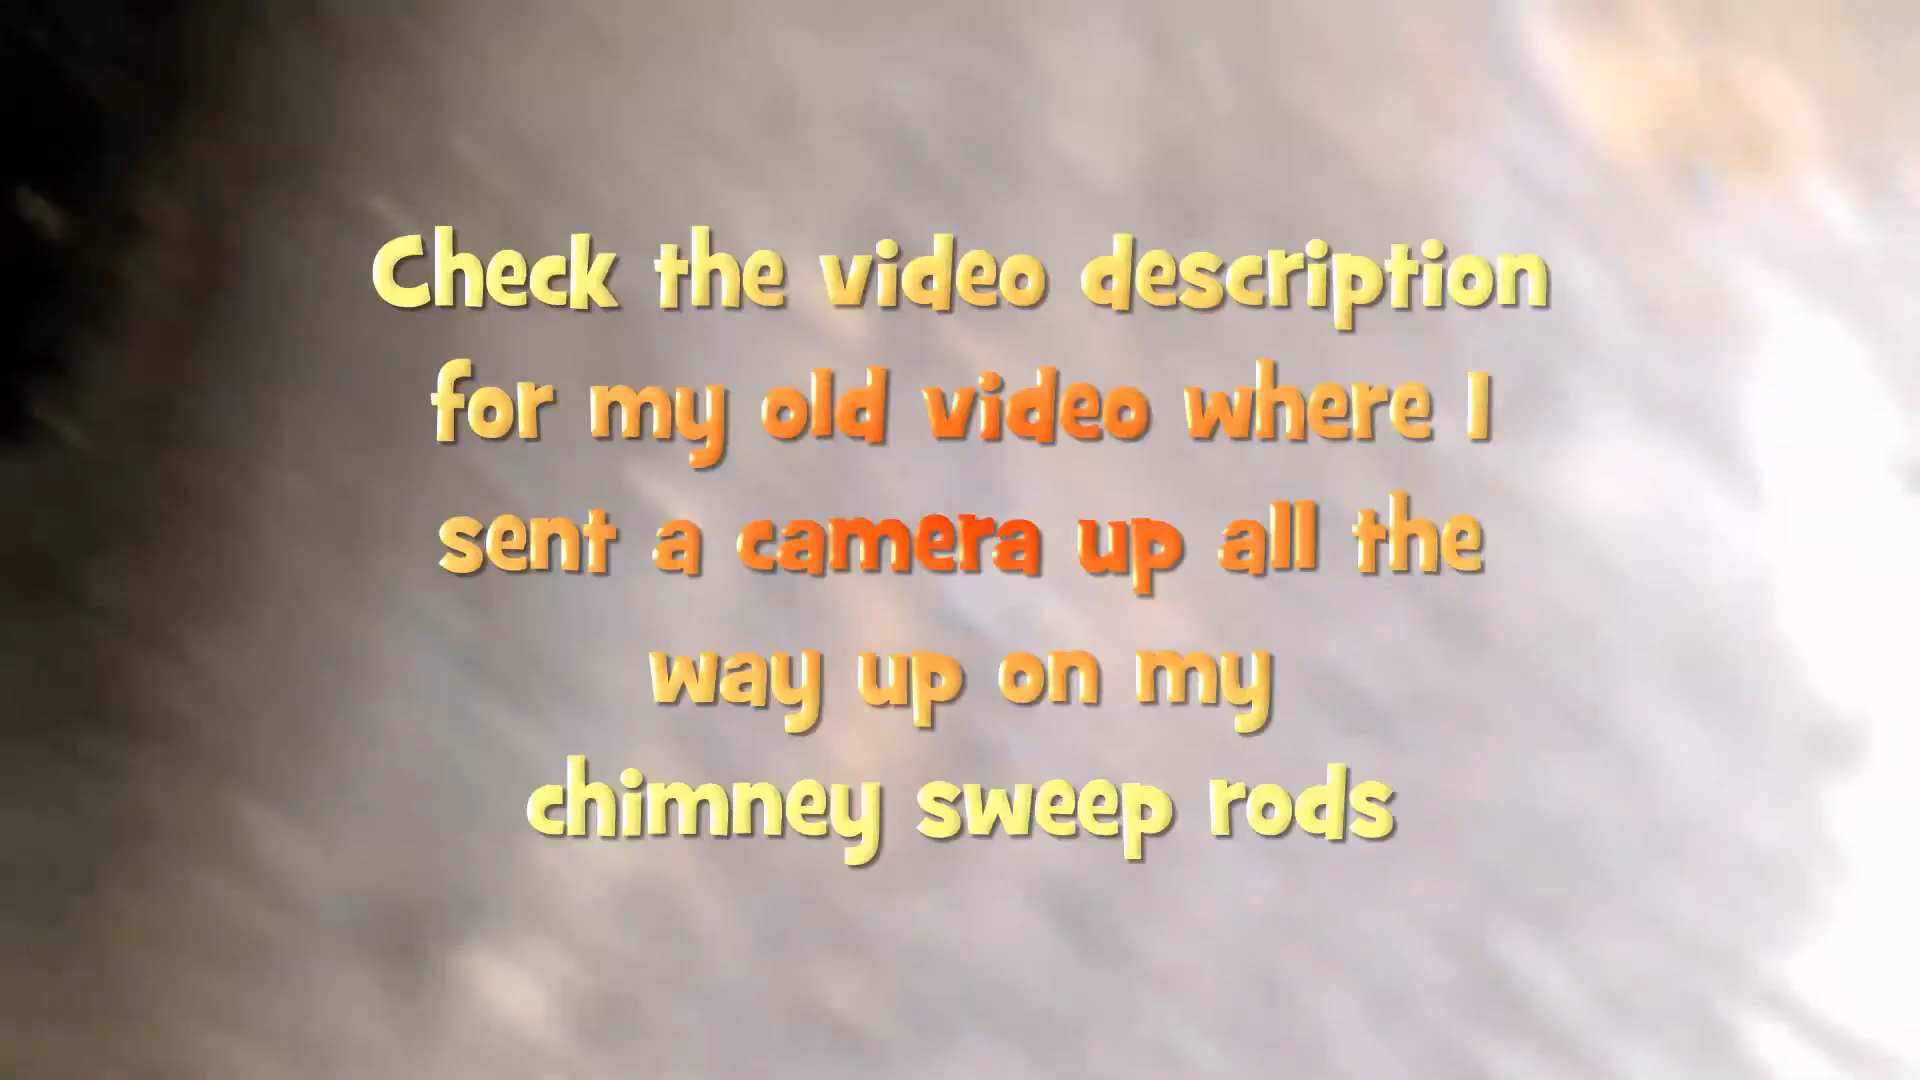 Check the video description
for my old video where I
sent a camera up all the
way up on my
chimney sweep rods